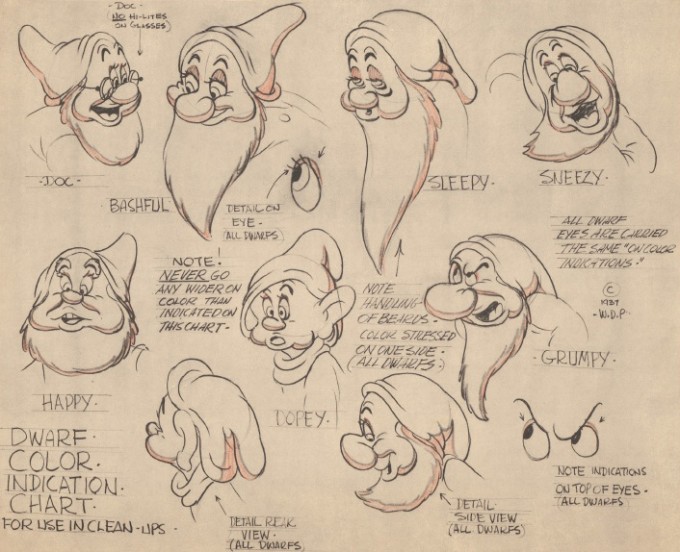 -DOC-
(NO HI-LITES
ON GLASSES)
-DOC-
BASHFUL
DETAIL ON
EYE-
(ALL DWARFS)
SLEEPY-
SNEEZY-
ALL DWARF
EYES ARE CARRIED
THE SAME "ON COLOR
INDICATIONS."
©
1937
-W.D.P.-
NOTE!
NEVER GO
ANY WIDER ON
COLOR THAN
INDICATED ON
THIS CHART-
NOTE
HANDLING
OF BEARDS-
COLOR STRESSED
ON ONE SIDE-
(ALL DWARFS-)
-GRUMPY-
HAPPY-
DOPEY-
DWARF-
COLOR-
INDICATION-
CHART-
FOR USE IN CLEAN-UPS-
DETAIL REAR
VIEW-
(ALL DWARFS)
DETAIL-
SIDE VIEW
(ALL DWARFS)
NOTE INDICATIONS
ON TOP OF EYES-
(ALL DWARFS)